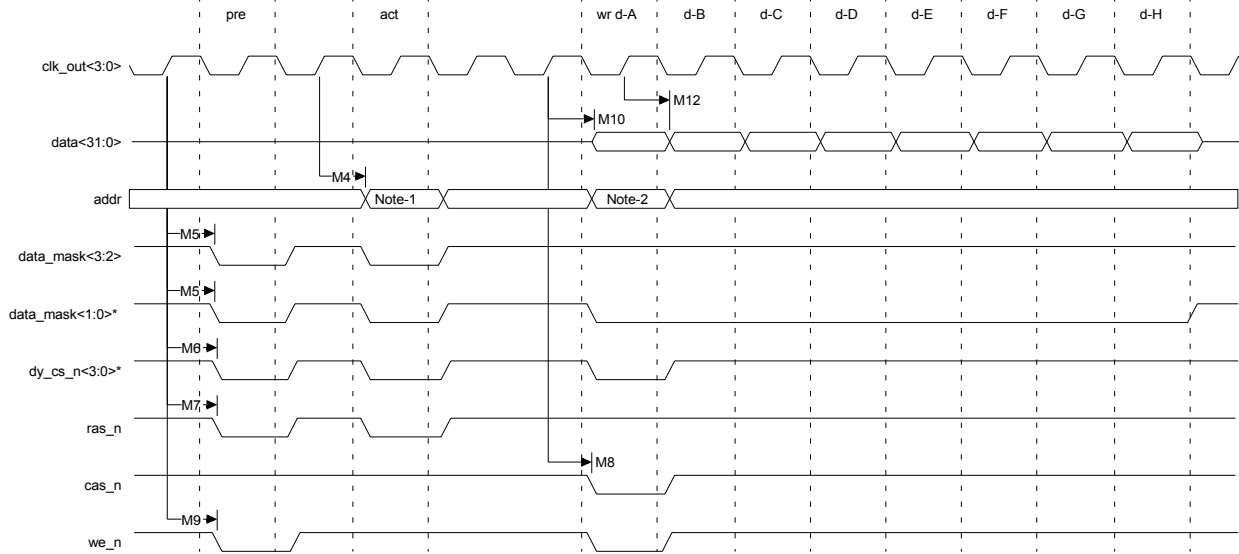 pre act wr d-A d-B d-C d-D d-E d-F d-G d-H
clk_out<3:0>
M12
M10
data<31:0>
M4
addr Note-1 Note-2
M5
data_mask<3:2>
M5
data_mask<1:0>*
M6
dy_cs_n<3:0>*
M7
ras_n
M8
cas_n
M9
we_n